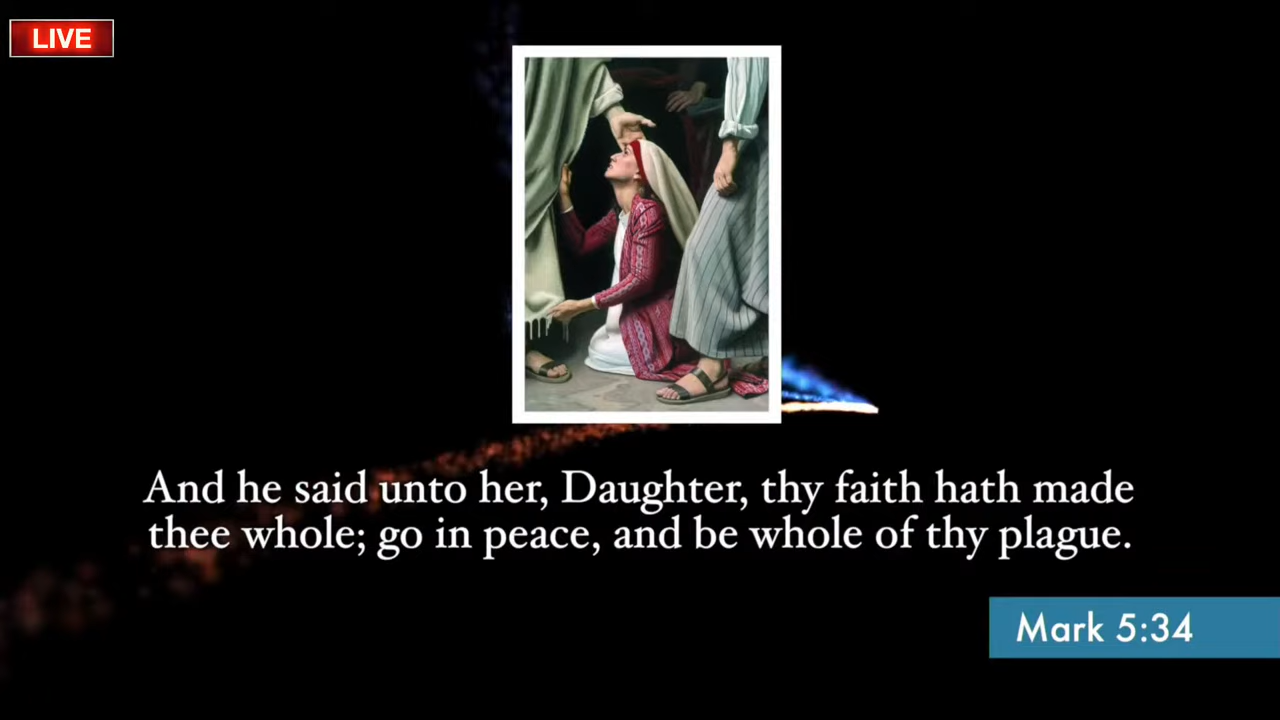 LIVE
And he said unto her, Daughter, thy faith hath made
thee whole; go in peace, and be whole of thy plague.
Mark 5:34